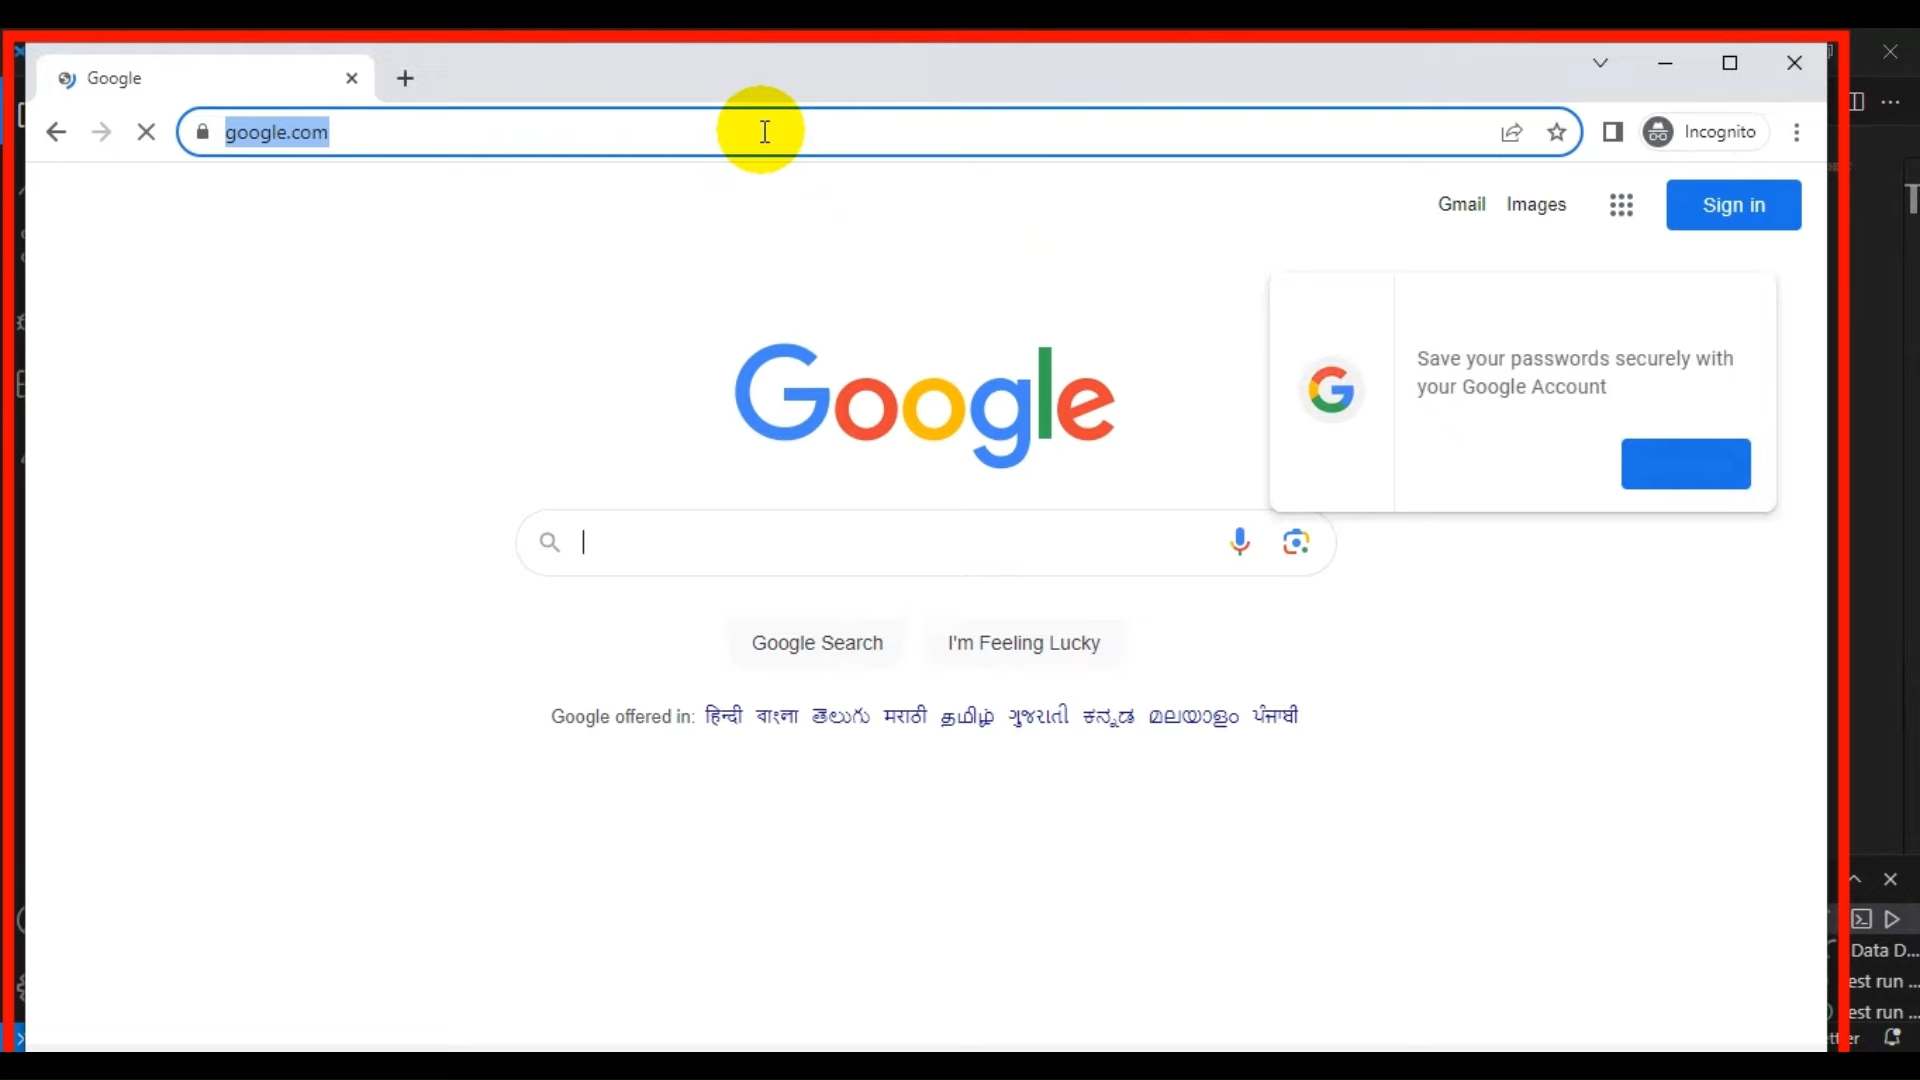 Google
google.com
Incognito
Gmail Images
Sign in
Save your passwords securely with
your Google Account
Google
Google Search
I'm Feeling Lucky
Google offered in: हिन्दी বাংলা తెలుగు मराठी தமிழ் ગુજરાતી ಕನ್ನಡ മലയാളം ਪੰਜਾਬੀ
Data D...
est run ...
est run ...